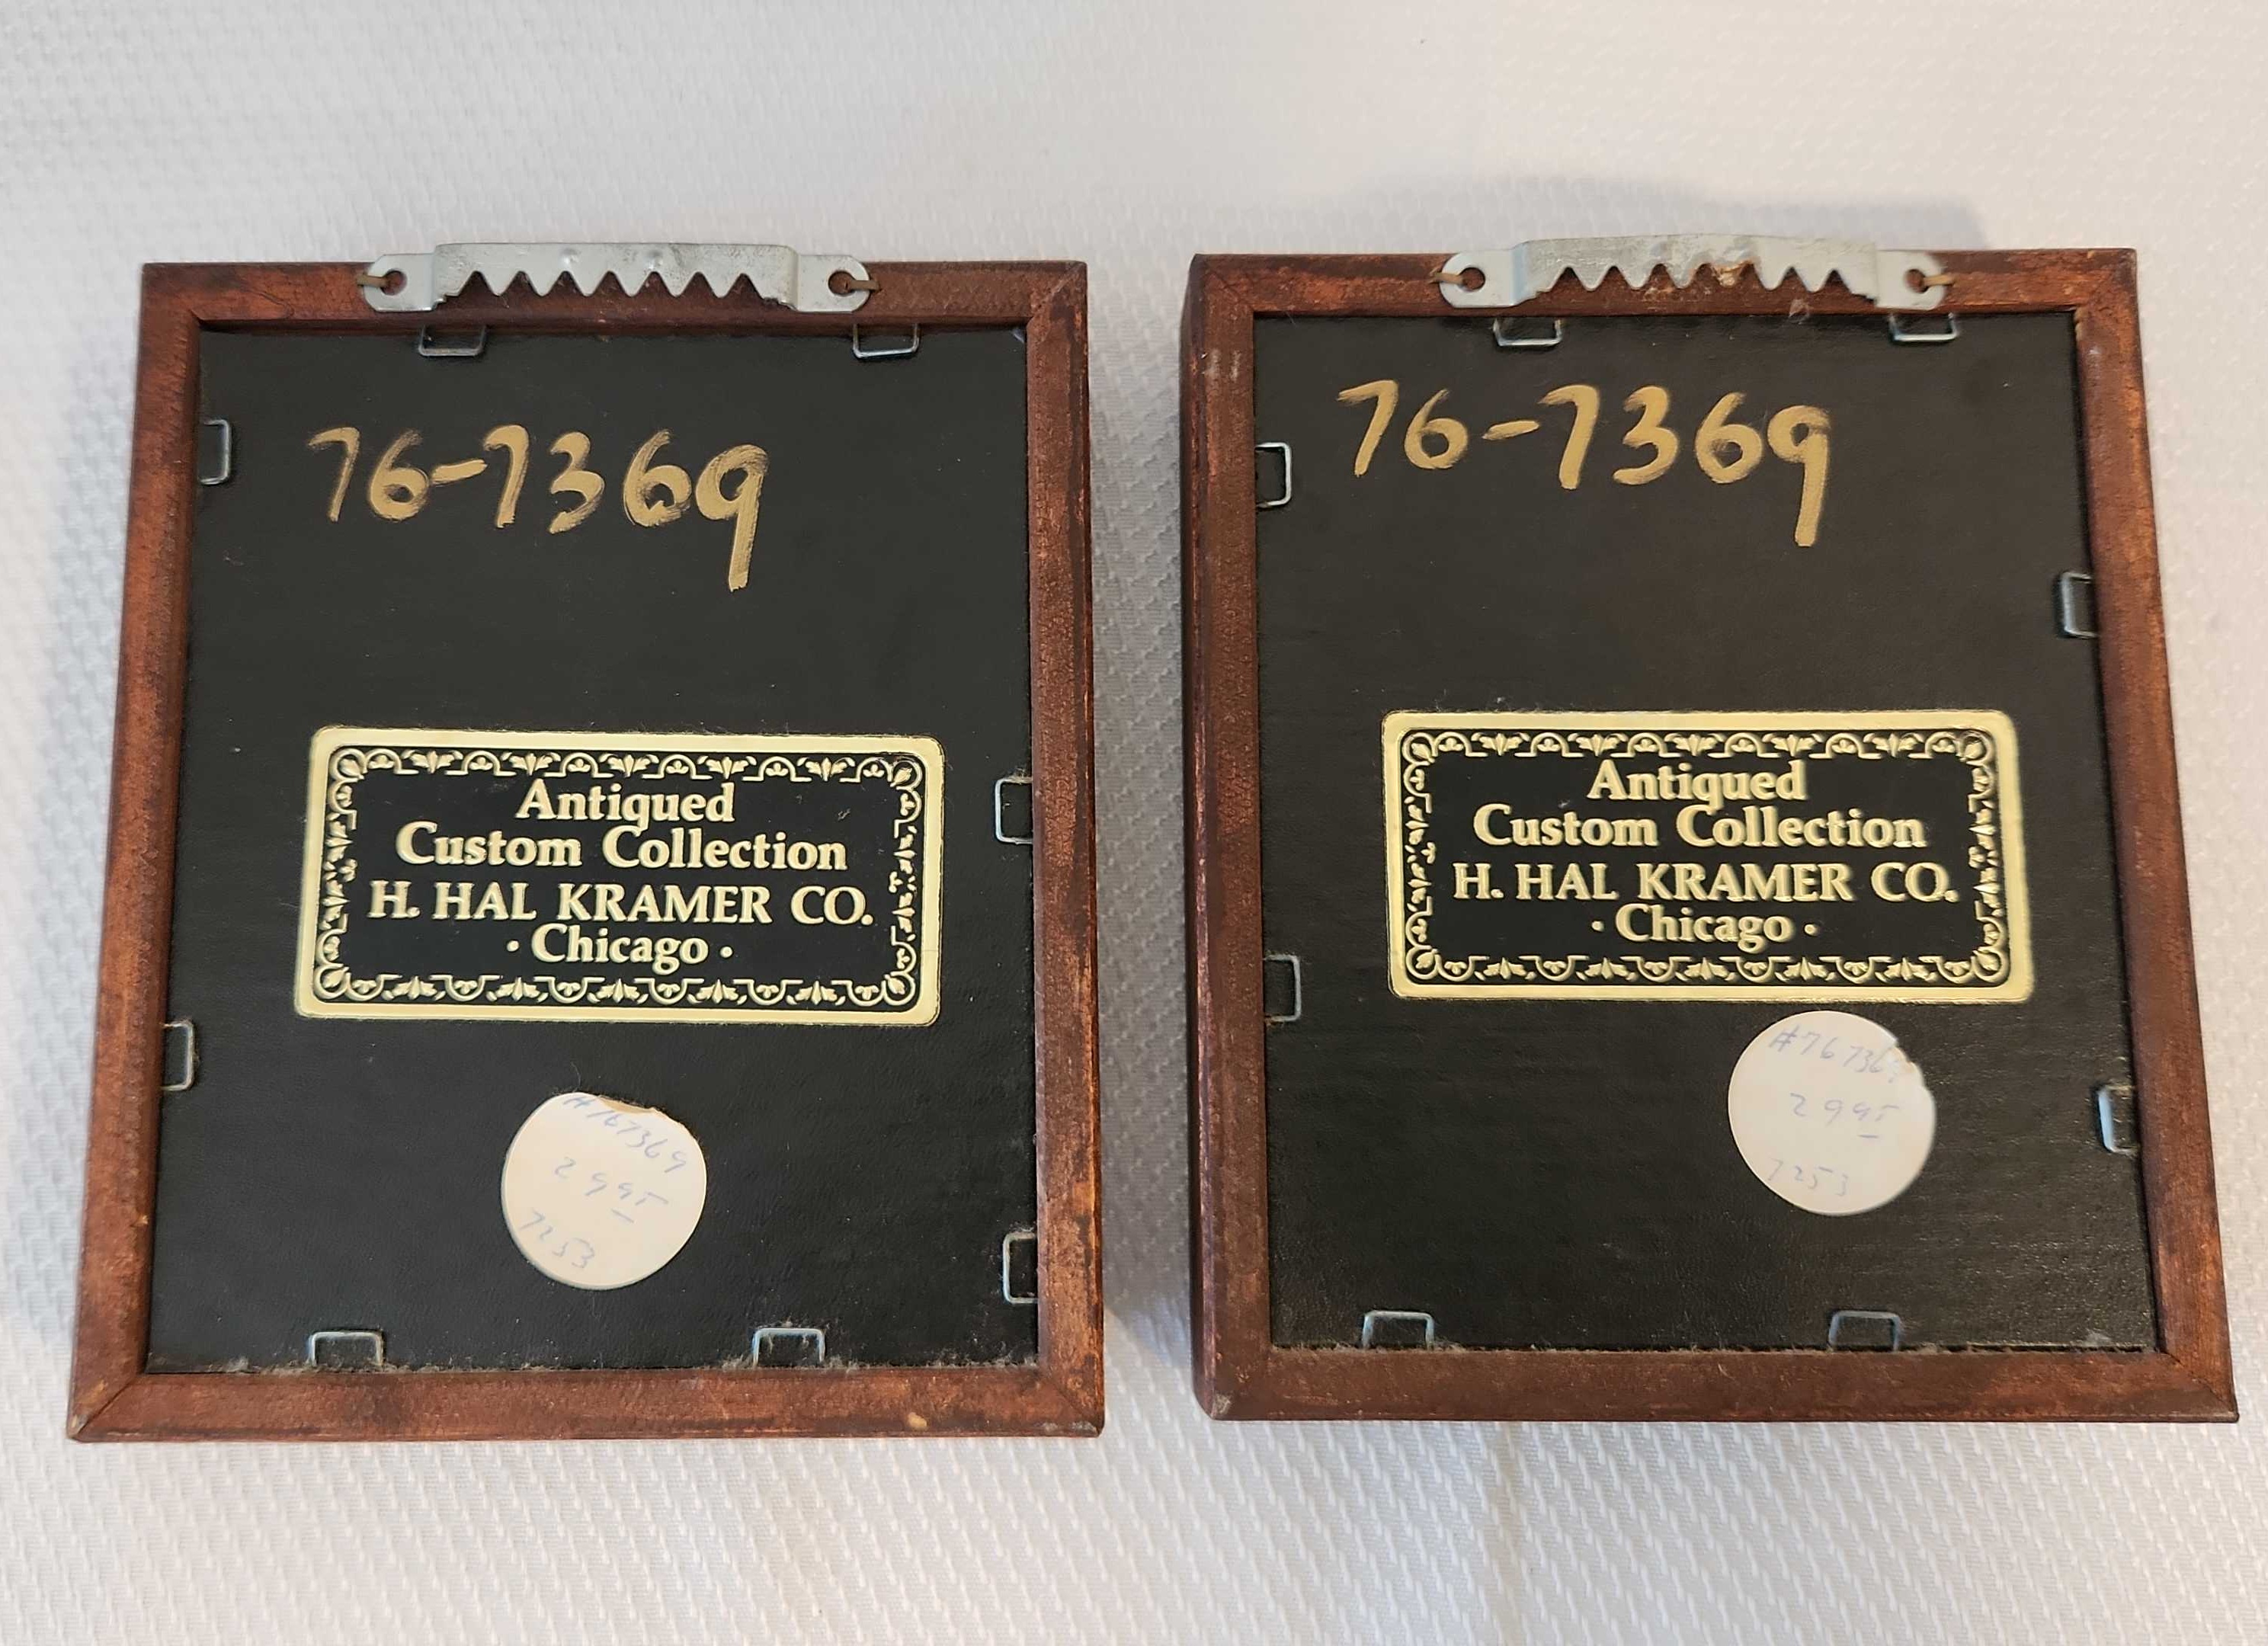 76-7369
Antiqued
Custom Collection
H. HAL KRAMER CO.
· Chicago ·
#767369
2995
7253
76-7369
Antiqued
Custom Collection
H. HAL KRAMER CO.
· Chicago ·
2995
7253